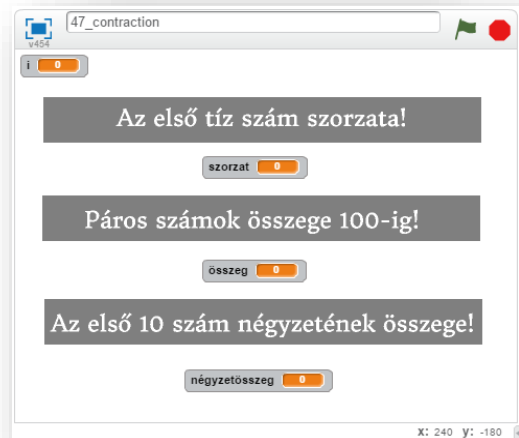 47_contraction
v454
i 0
Az első tíz szám szorzata!
szorzat 0
Páros számok összege 100-ig!
összeg 0
Az első 10 szám négyzetének összege!
négyzetösszeg 0
x: 240 y: -180